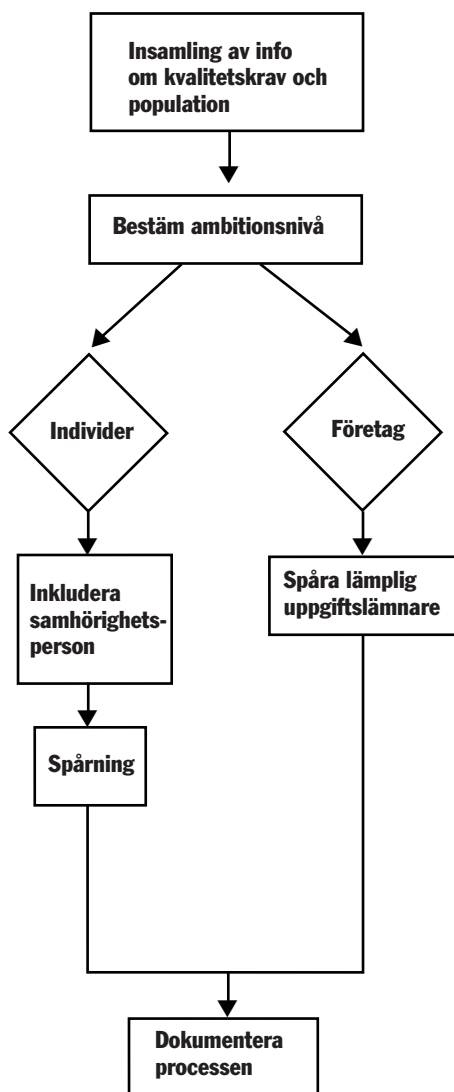 Insamling av info
om kvalitetskrav och
population
Bestäm ambitionsnivå
Individer
Företag
Inkludera
samhörighets-
person
Spåra lämplig
uppgiftslämnare
Spårning
Dokumentera
processen